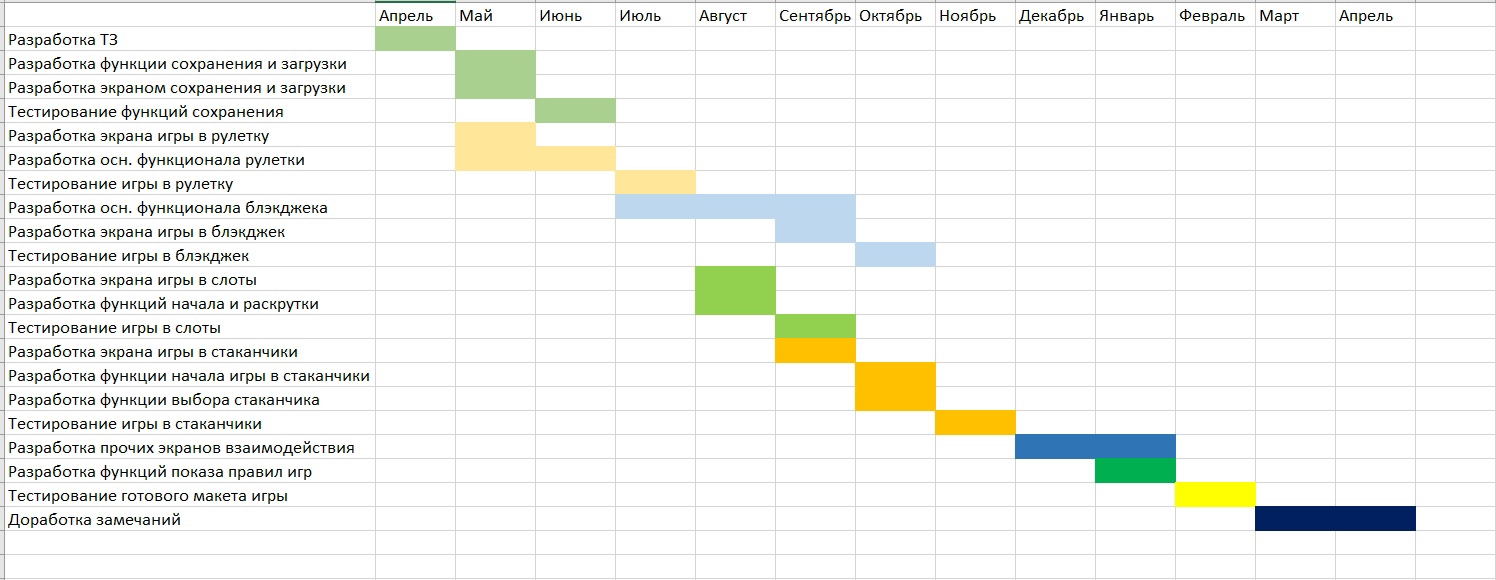 Апрель Май Июнь Июль Август Сентябрь Октябрь Ноябрь Декабрь Январь Февраль Март Апрель
Разработка ТЗ
Разработка функции сохранения и загрузки
Разработка экраном сохранения и загрузки
Тестирование функций сохранения
Разработка экрана игры в рулетку
Разработка осн. функционала рулетки
Тестирование игры в рулетку
Разработка осн. функционала блэкджека
Разработка экрана игры в блэкджек
Тестирование игры в блэкджек
Разработка экрана игры в слоты
Разработка функций начала и раскрутки
Тестирование игры в слоты
Разработка экрана игры в стаканчики
Разработка функции начала игры в стаканчики
Разработка функции выбора стаканчика
Тестирование игры в стаканчики
Разработка прочих экранов взаимодействия
Разработка функций показа правил игр
Тестирование готового макета игры
Доработка замечаний